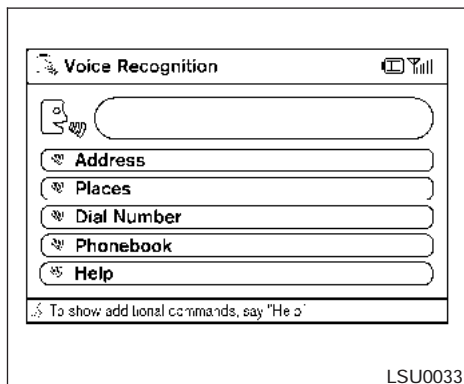 Voice Recognition
Address
Places
Dial Number
Phonebook
Help
To show additional commands, say "Help"
LSU0033